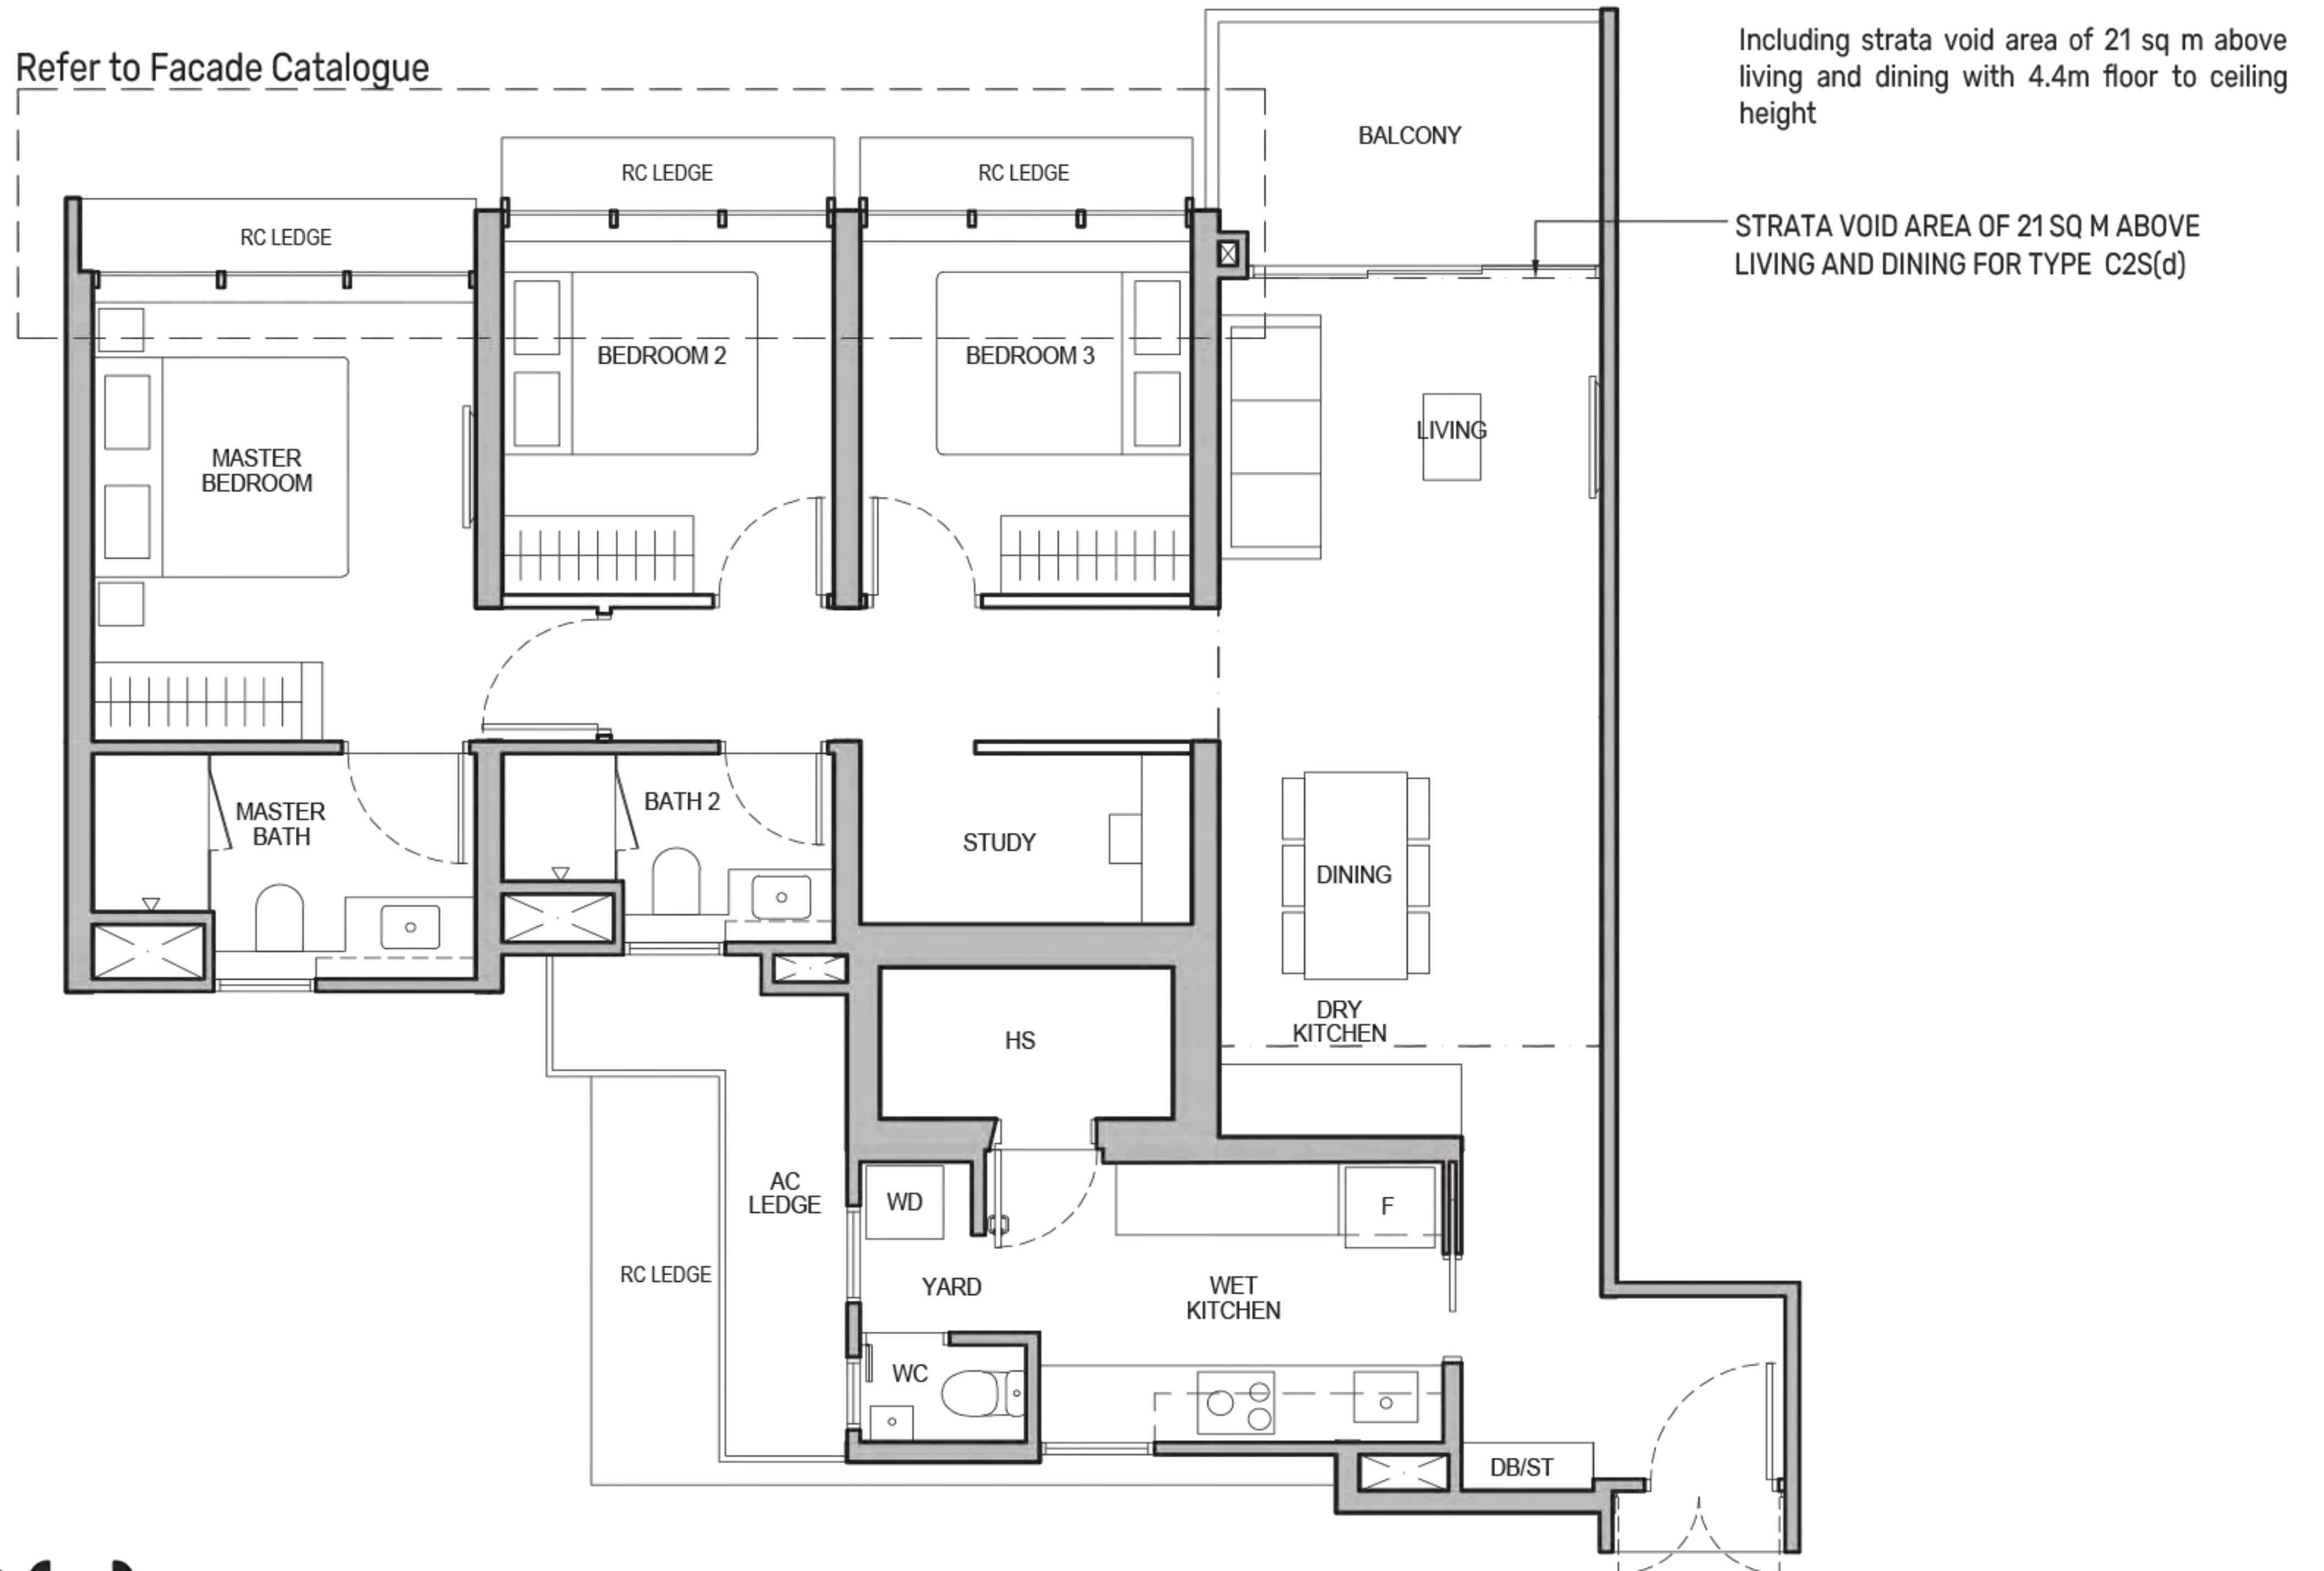 Refer to Facade Catalogue
Including strata void area of 21 sq m above
living and dining with 4.4m floor to ceiling
height
BALCONY
RC LEDGE
RC LEDGE
RC LEDGE
STRATA VOID AREA OF 21 SQ M ABOVE
LIVING AND DINING FOR TYPE C2S(d)
BEDROOM 2
BEDROOM 3
LIVING
MASTER
BEDROOM
MASTER
BATH
BATH 2
STUDY
DINING
DRY
KITCHEN
HS
AC
LEDGE
WD
F
RC LEDGE
YARD
WET
KITCHEN
WC
DB/ST